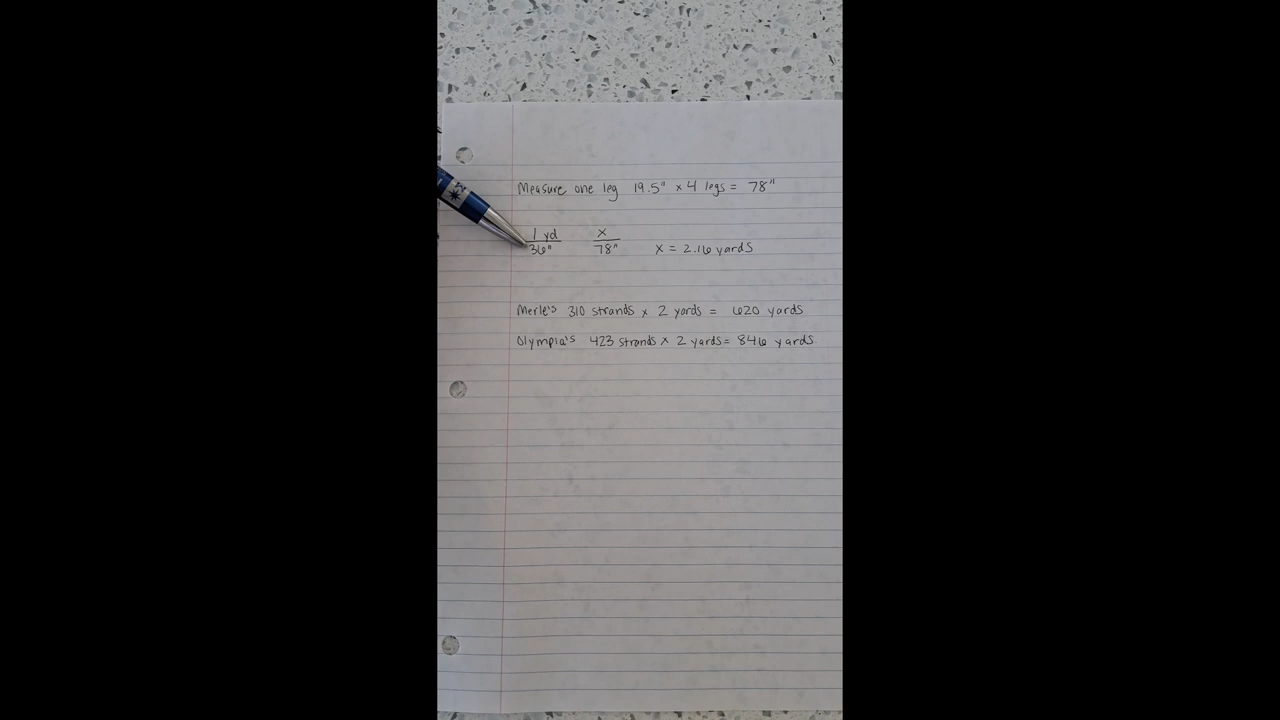 Measure one leg 19.5" x 4 legs = 78"
1 yd x
36" 78" x = 2.16 yards
Merle's 310 strands x 2 yards = 620 yards
Olympia's 423 strands x 2 yards = 846 yards